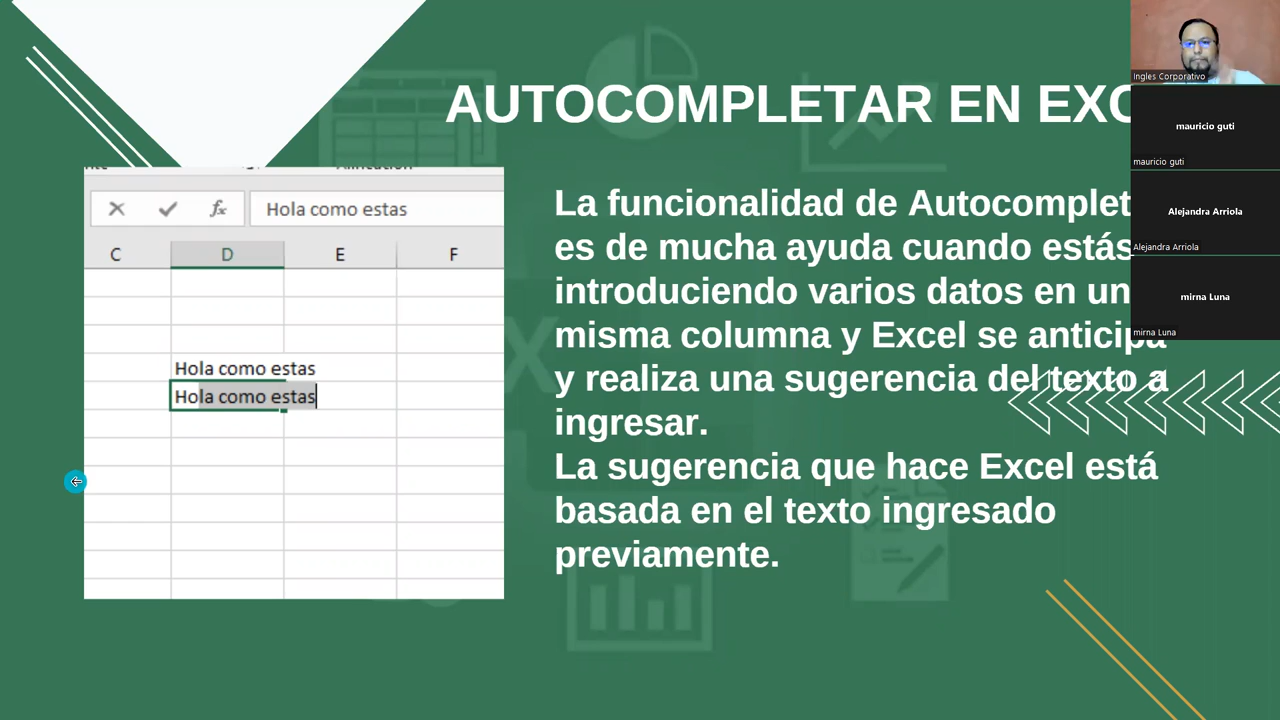 AUTOCOMPLETAR EN EXC
La funcionalidad de Autocomplet
es de mucha ayuda cuando estás
introduciendo varios datos en un
misma columna y Excel se anticipa
y realiza una sugerencia del texto a
ingresar.
La sugerencia que hace Excel está
basada en el texto ingresado
previamente.
fx Hola como estas
C D E F
Hola como estas
Hola como estas
Ingles Corporativo
mauricio guti
mauricio guti
Alejandra Arriola
Alejandra Arriola
mirna Luna
mirna Luna